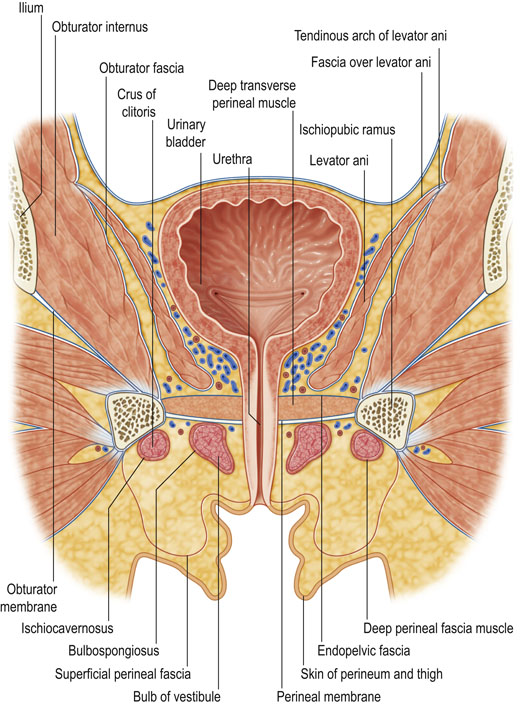 Ilium
Obturator internus
Tendinous arch of levator ani
Obturator fascia
Fascia over levator ani
Crus of
clitoris
Deep transverse
perineal muscle
Urinary
bladder
Ischiopubic ramus
Urethra
Levator ani
Obturator
membrane
Deep perineal fascia muscle
Ischiocavernosus
Bulbospongiosus
Endopelvic fascia
Superficial perineal fascia
Skin of perineum and thigh
Bulb of vestibule
Perineal membrane